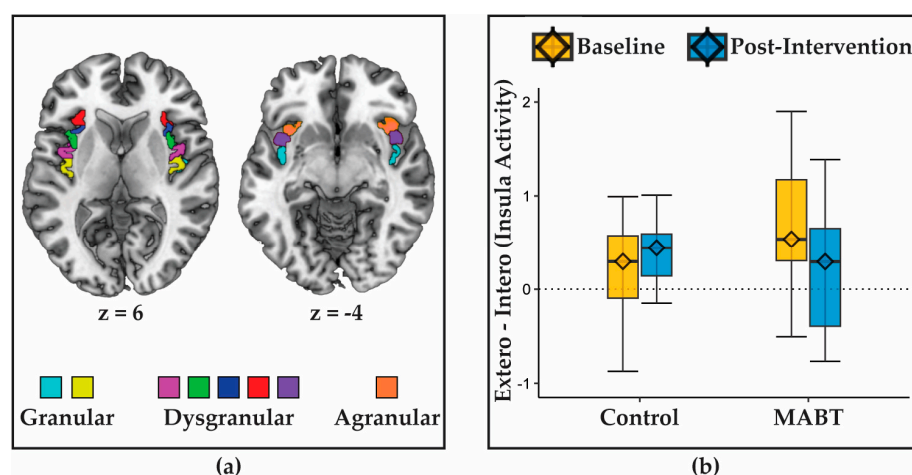 z = 6
z = -4
Granular
Dysgranular
Agranular
(a)
Baseline
Post-Intervention
Extero - Intero (Insula Activity)
2
1
0
-1
Control
MABT
(b)